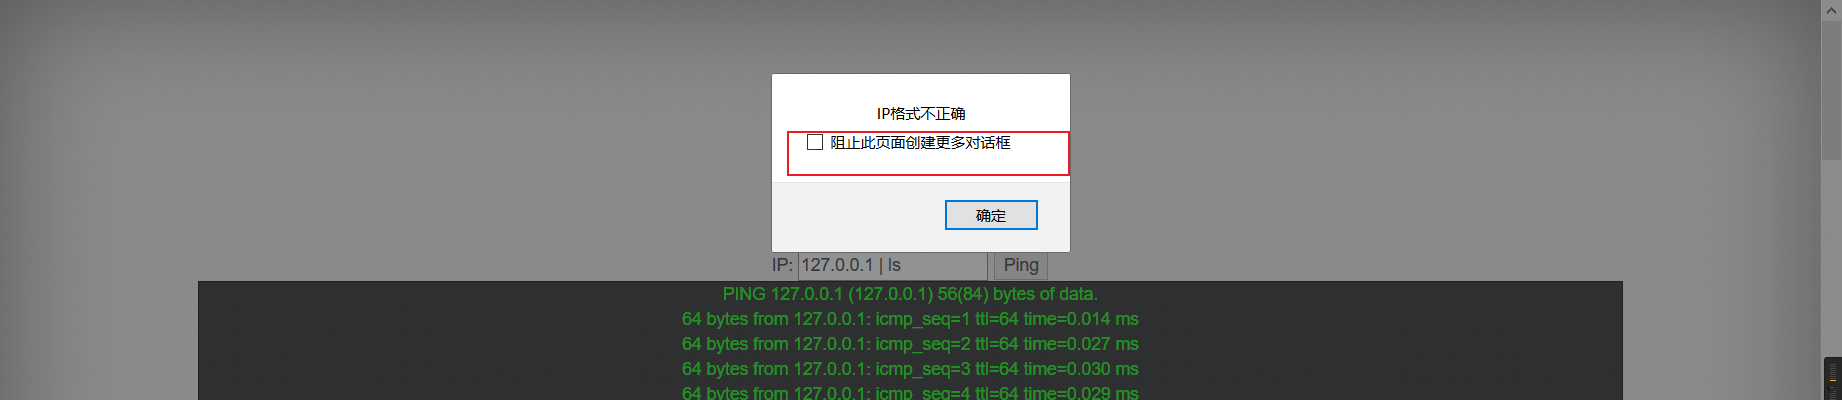 IP格式不正确
阻止此页面创建更多对话框
确定
IP: 127.0.0.1 | ls Ping
PING 127.0.0.1 (127.0.0.1) 56(84) bytes of data.
64 bytes from 127.0.0.1: icmp_seq=1 ttl=64 time=0.014 ms
64 bytes from 127.0.0.1: icmp_seq=2 ttl=64 time=0.027 ms
64 bytes from 127.0.0.1: icmp_seq=3 ttl=64 time=0.030 ms
64 bytes from 127.0.0.1: icmp_seq=4 ttl=64 time=0.029 ms